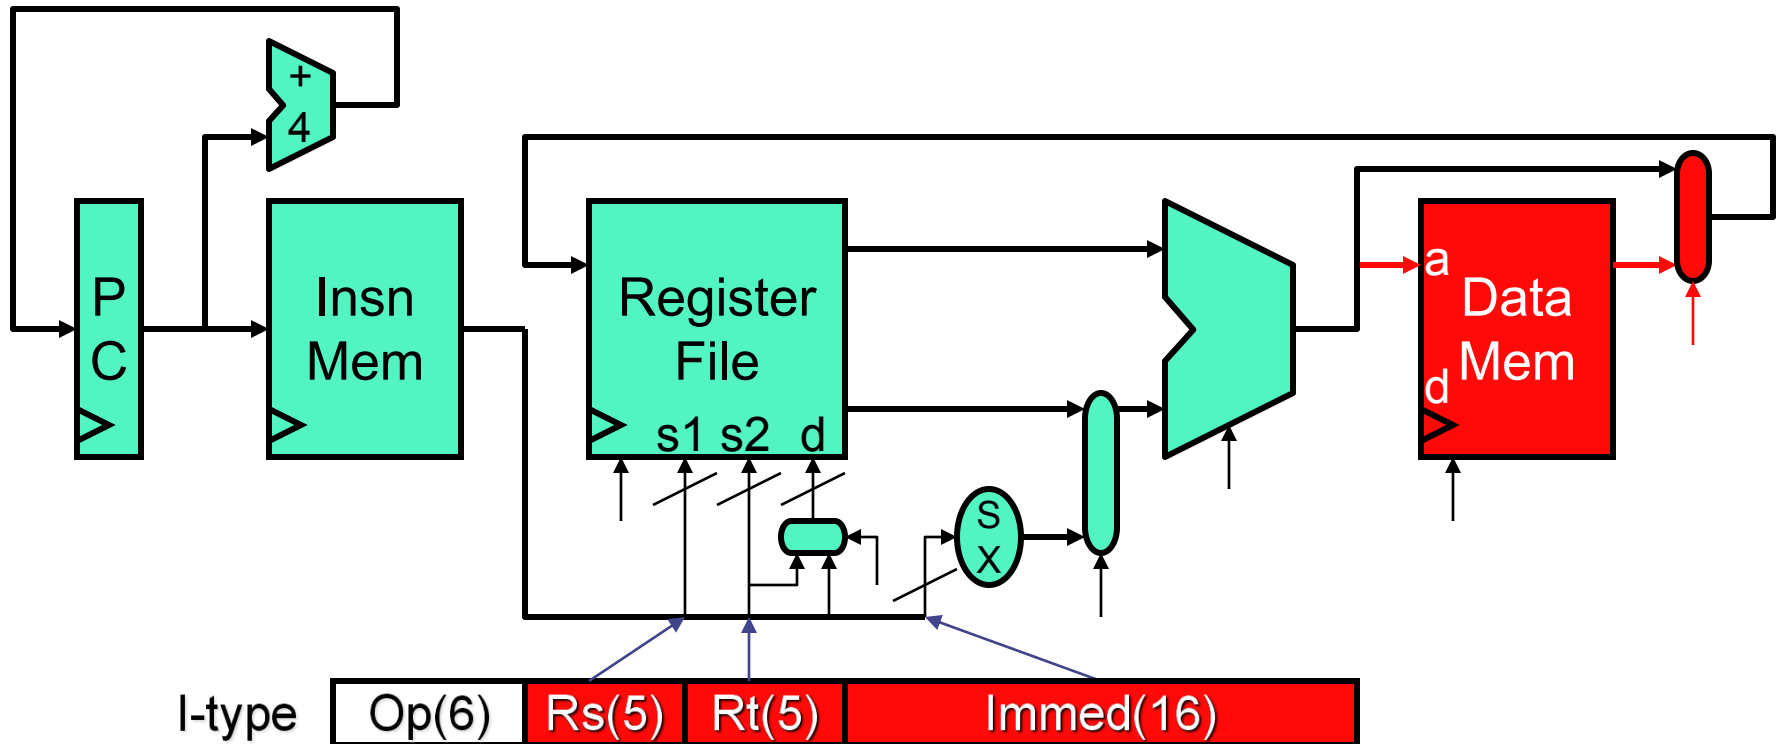 +
4
P
C
Insn
Mem
Register
File
s1 s2 d
S
X
a
d
Data
Mem
I-type Op(6) Rs(5) Rt(5) Immed(16)